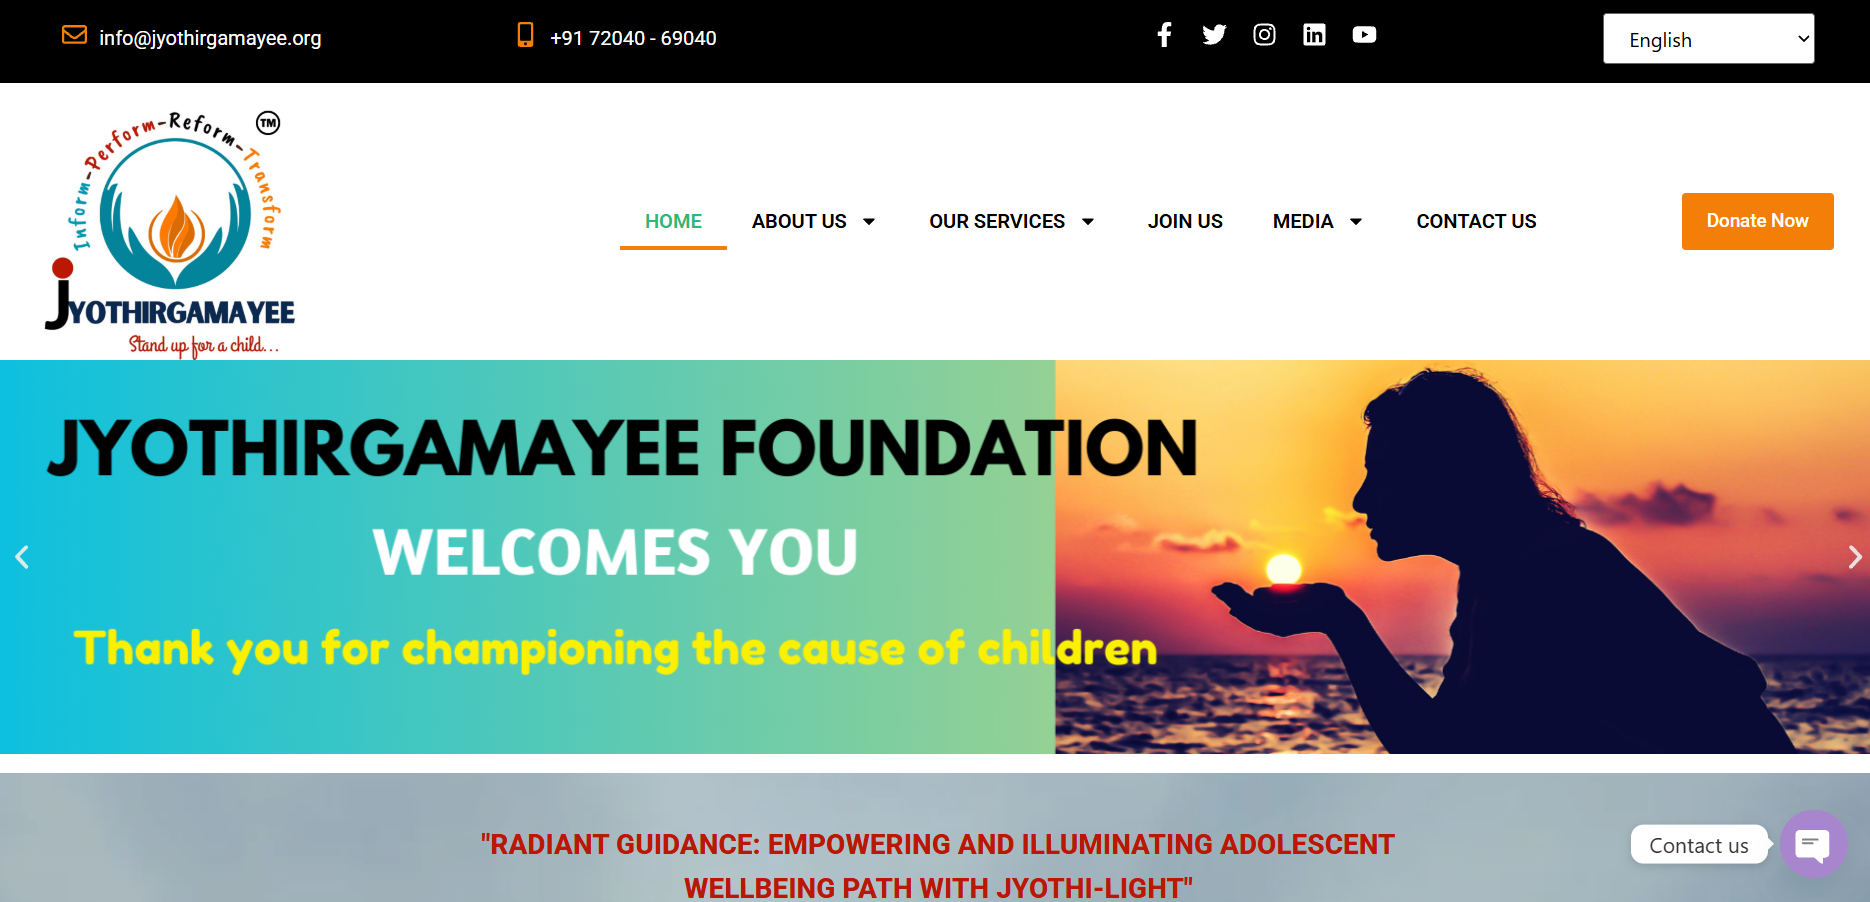 info@jyothirgamayee.org
+91 72040 - 69040
English
Inform-Perform-Reform-Transform
TM
JYOTHIRGAMAYEE
Stand up for a child...
HOME
ABOUT US
OUR SERVICES
JOIN US
MEDIA
CONTACT US
Donate Now
JYOTHIRGAMAYEE FOUNDATION
WELCOMES YOU
Thank you for championing the cause of children
"RADIANT GUIDANCE: EMPOWERING AND ILLUMINATING ADOLESCENT
WELLBEING PATH WITH JYOTHI-LIGHT"
Contact us